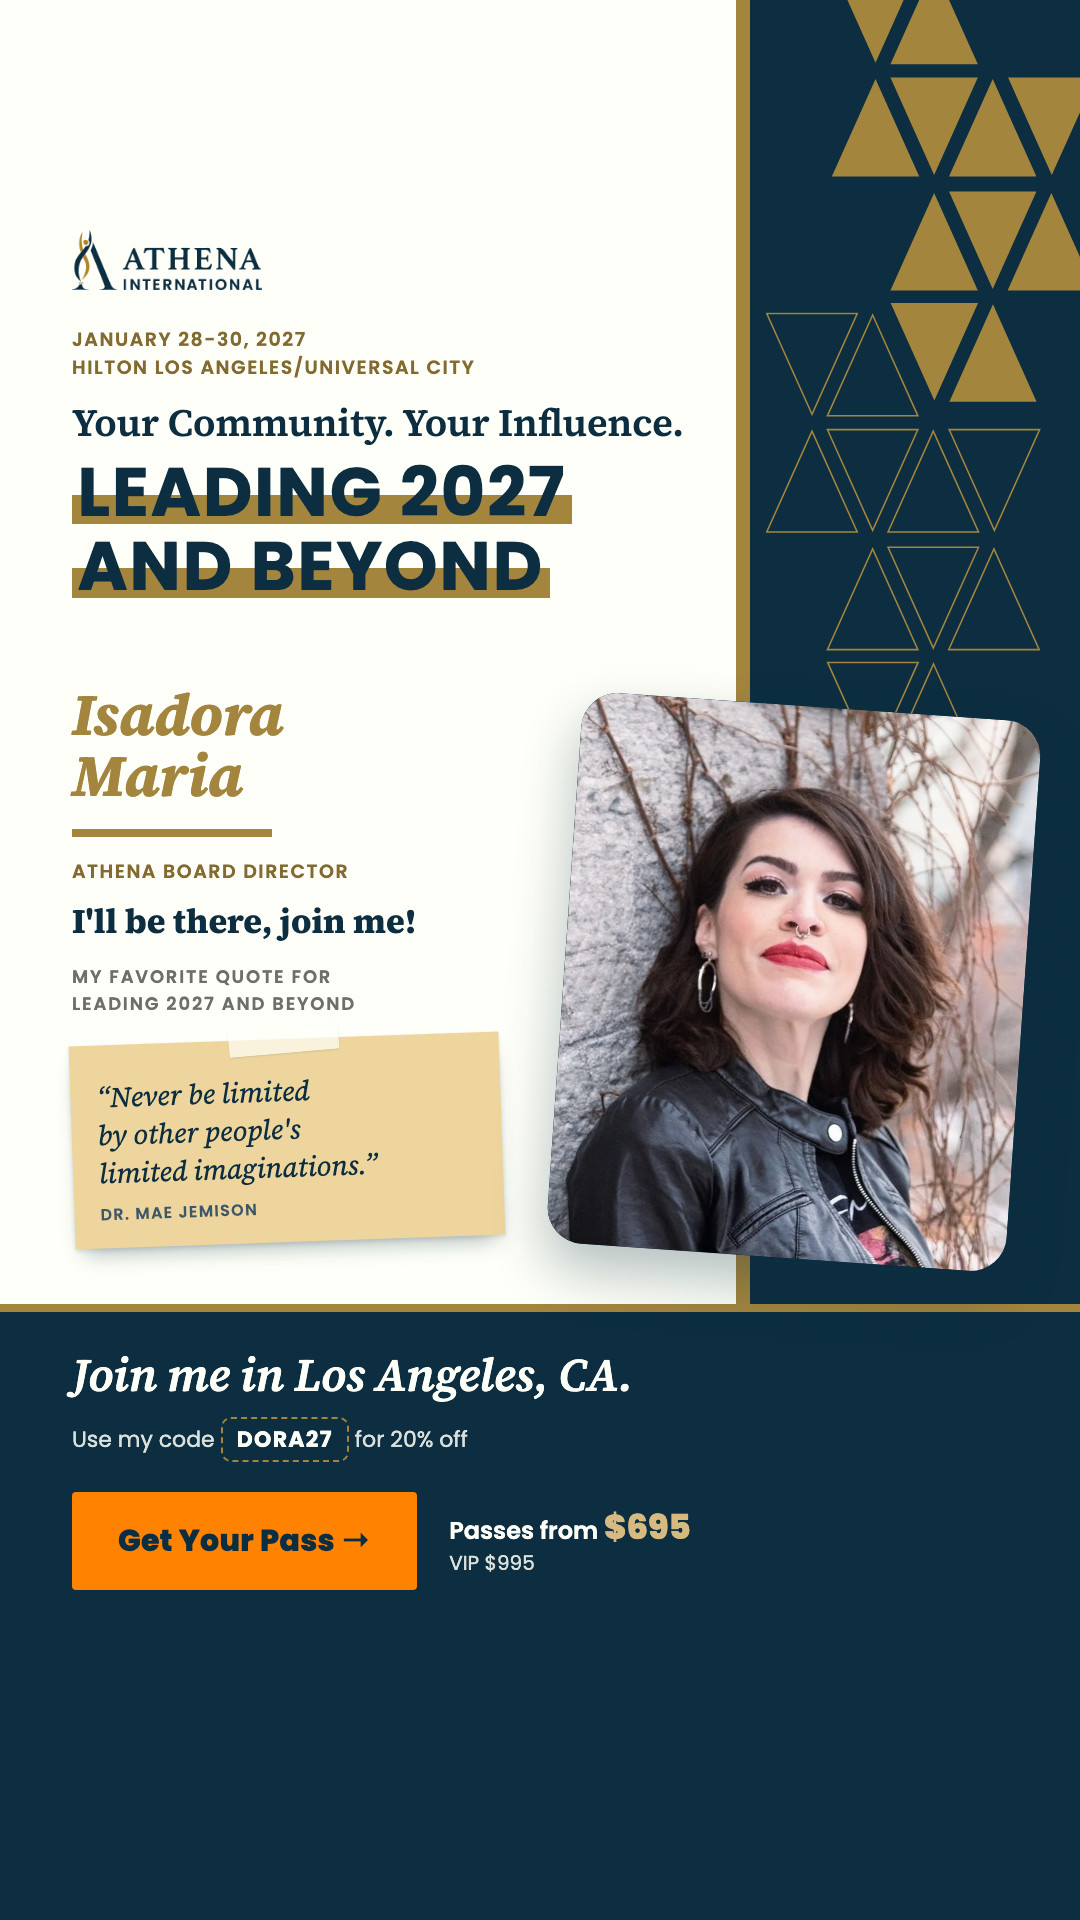 ATHENA
INTERNATIONAL
JANUARY 28-30, 2027
HILTON LOS ANGELES/UNIVERSAL CITY
Your Community. Your Influence.
LEADING 2027
AND BEYOND
Isadora
Maria
ATHENA BOARD DIRECTOR
I'll be there, join me!
MY FAVORITE QUOTE FOR
LEADING 2027 AND BEYOND
“Never be limited
by other people's
limited imaginations.”
DR. MAE JEMISON
Join me in Los Angeles, CA.
Use my code DORA27 for 20% off
Get Your Pass →
Passes from $695
VIP $995